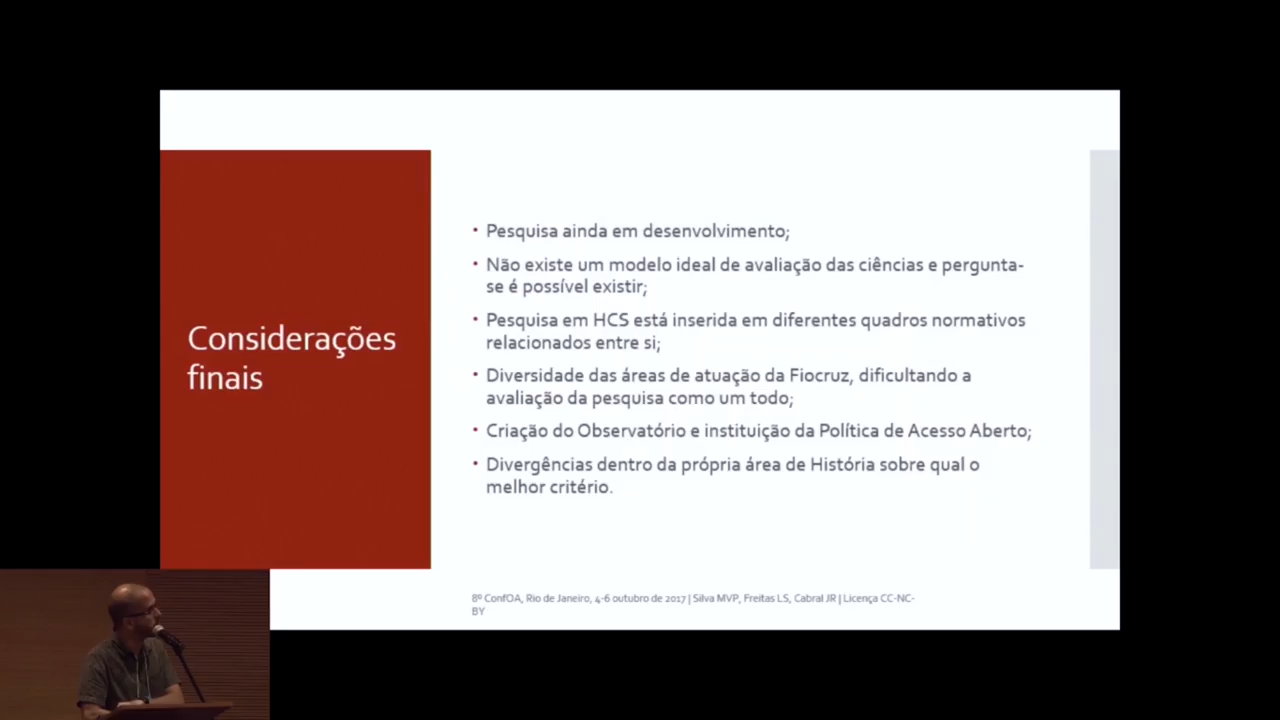 Considerações
finais
• Pesquisa ainda em desenvolvimento;
• Não existe um modelo ideal de avaliação das ciências e pergunta-
se é possível existir;
• Pesquisa em HCS está inserida em diferentes quadros normativos
relacionados entre si;
• Diversidade das áreas de atuação da Fiocruz, dificultando a
avaliação da pesquisa como um todo;
• Criação do Observatório e instituição da Política de Acesso Aberto;
• Divergências dentro da própria área de História sobre qual o
melhor critério.
8º ConfOA, Rio de Janeiro, 4-6 outubro de 2017 | Silva MVP, Freitas LS, Cabral JR | Licença CC-NC-
BY